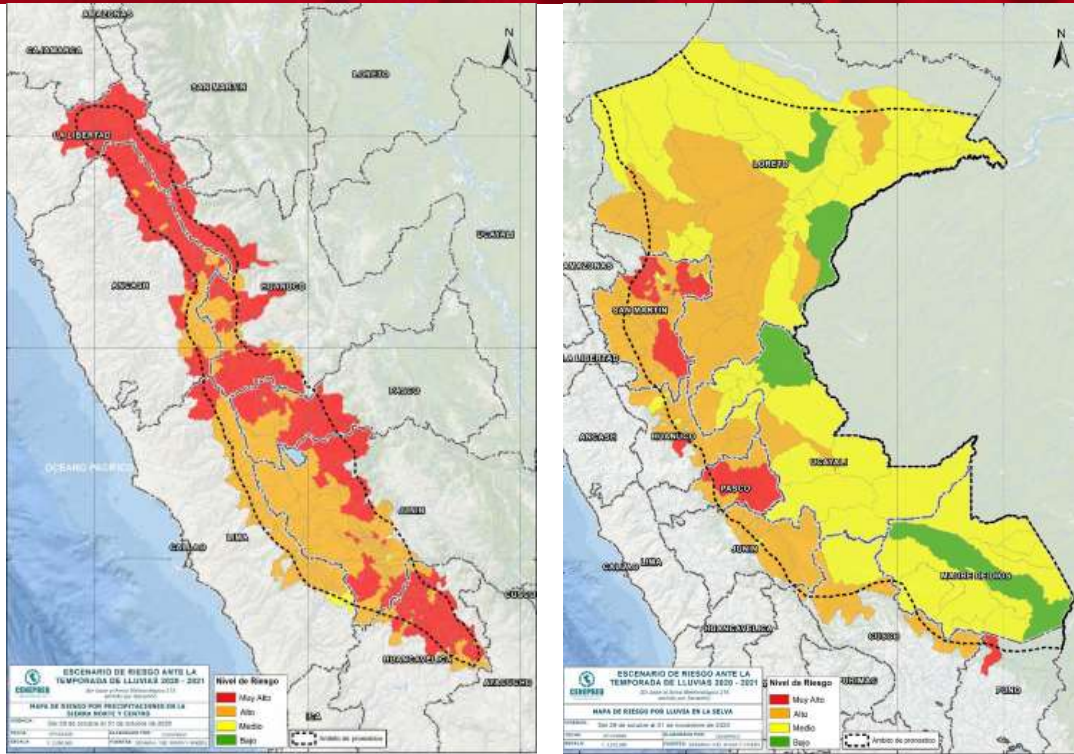 AMAZONAS
CAJAMARCA
SAN MARTIN
LORETO
N
LA LIBERTAD
UCAYALI
ANCASH
HUANUCO
PASCO
OCEANO PACIFICO
JUNIN
LIMA
CALLAO
CUSCO
HUANCAVELICA
AYACUCHO
ICA
CENEPRED
ESCENARIO DE RIESGO ANTE LA
TEMPORADA DE LLUVIAS 2020 - 2021
MAPA DE RIESGO POR PRECIPITACIONES EN LA
SIERRA NORTE Y CENTRO
Nivel de Riesgo
Muy Alto
Alto
Medio
Bajo
Ámbito de pronóstico
N
LORETO
AMAZONAS
SAN MARTIN
LA LIBERTAD
ANCASH
HUANUCO
UCAYALI
PASCO
JUNIN
LIMA
CALLAO
MADRE DE DIOS
HUANCAVELICA
CUSCO
PUNO
CENEPRED
ESCENARIO DE RIESGO ANTE LA
TEMPORADA DE LLUVIAS 2020 - 2021
MAPA DE RIESGO POR LLUVIA EN LA SELVA
Nivel de Riesgo
Muy Alto
Alto
Medio
Bajo
Ámbito de pronóstico